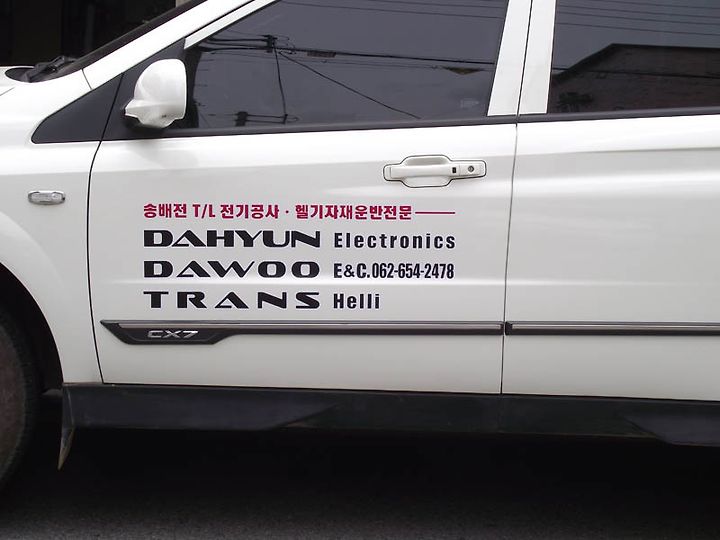 송배전 T/L 전기공사 · 헬기자재운반전문
DAHYUN Electronics
DAWOO E&C. 062-654-2478
TRANS Helli
CX7